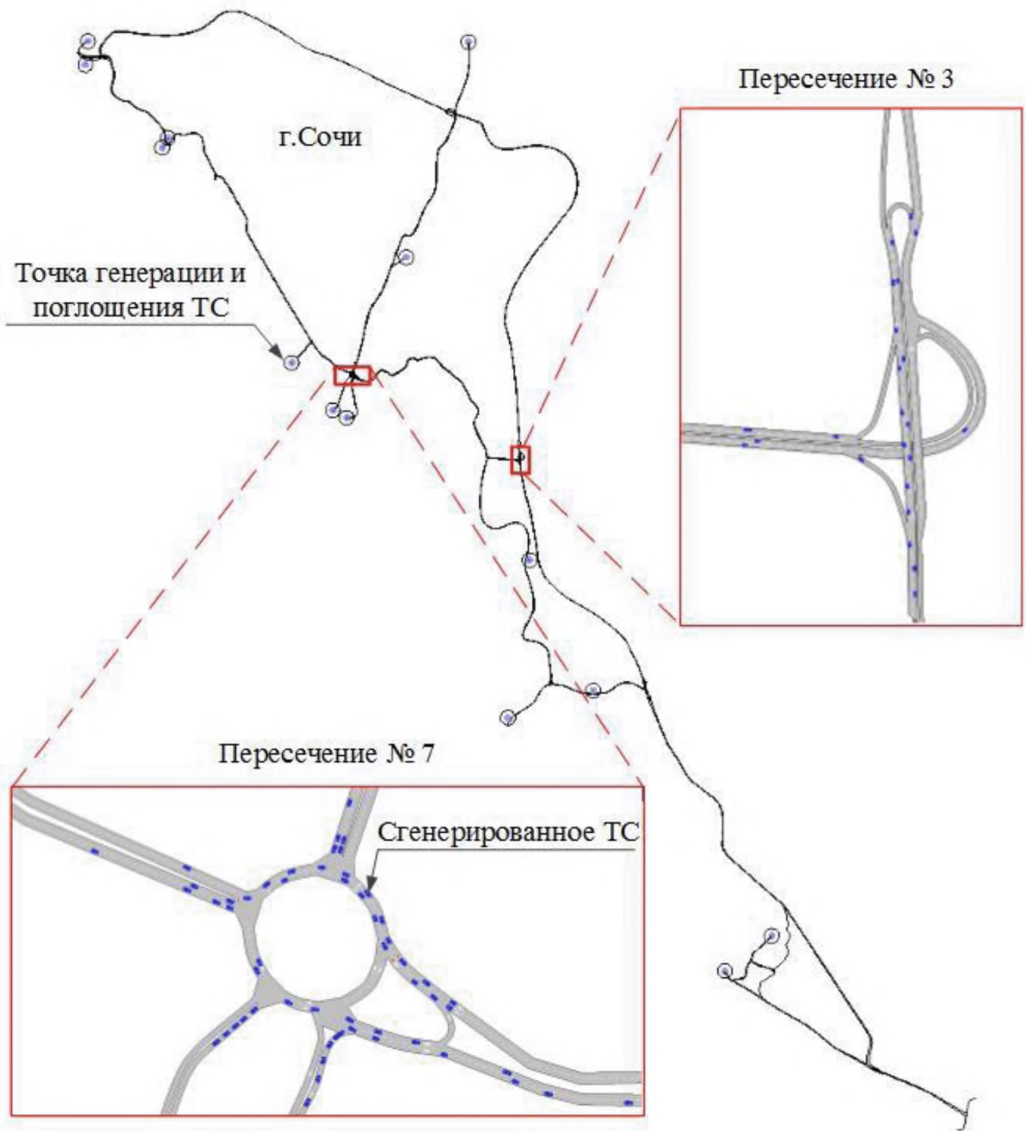 Пересечение № 3
г.Сочи
Точка генерации и
поглощения ТС
Пересечение № 7
Сгенерированное ТС